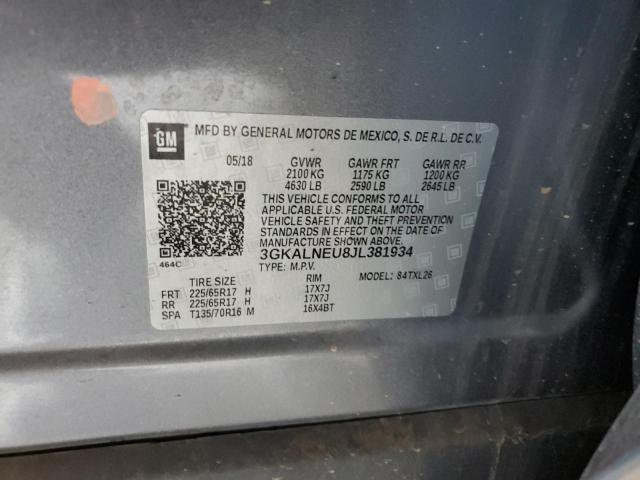 GM
MFD BY GENERAL MOTORS DE MEXICO, S. DE R.L. DE C.V.
05/18 GVWR GAWR FRT GAWR RR
2100 KG 1175 KG 1200 KG
4630 LB 2590 LB 2645 LB
THIS VEHICLE CONFORMS TO ALL
APPLICABLE U.S. FEDERAL MOTOR
VEHICLE SAFETY AND THEFT PREVENTION
STANDARDS IN EFFECT ON THE DATE OF
MANUFACTURE SHOWN ABOVE.
464C 3GKALNEU8JL381934
TYPE: M.P.V. MODEL: 84TXL26
TIRE SIZE RIM
FRT 225/65R17 H 17X7J
RR 225/65R17 H 17X7J
SPA T135/70R16 M 16X4BT